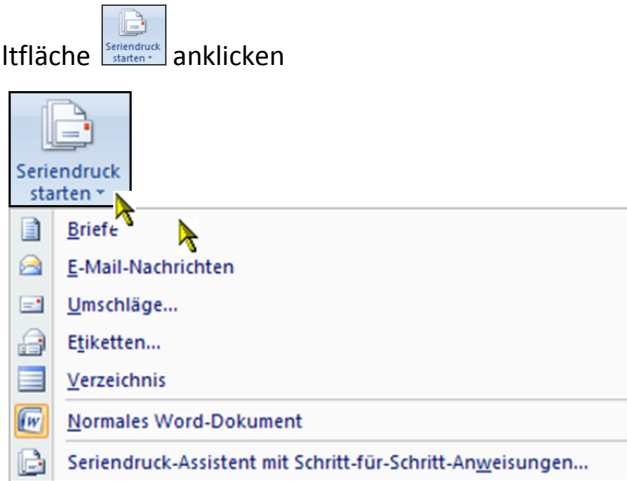 ltfläche Seriendruck starten anklicken
Seriendruck
starten
Briefe
E-Mail-Nachrichten
Umschläge...
Etiketten...
Verzeichnis
Normales Word-Dokument
Seriendruck-Assistent mit Schritt-für-Schritt-Anweisungen...